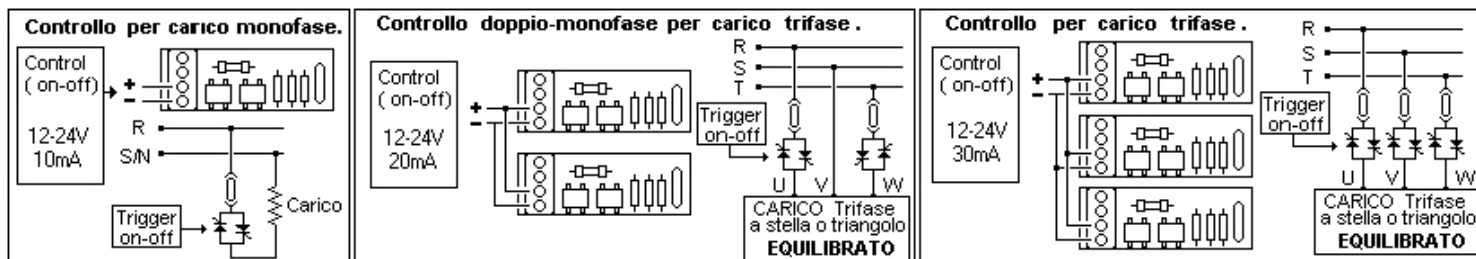 Controllo per carico monofase.
Control
( on-off)
12-24V
10mA
+
-
R
S/N
Trigger
on-off
Carico
Controllo doppio-monofase per carico trifase .
Control
( on-off)
12-24V
20mA
+
-
R
S
T
Trigger
on-off
U
V
W
CARICO Trifase
a stella o triangolo
EQUILIBRATO
Controllo per carico trifase .
Control
( on-off)
12-24V
30mA
+
-
R
S
T
Trigger
on-off
U
V
W
CARICO Trifase
a stella o triangolo
EQUILIBRATO